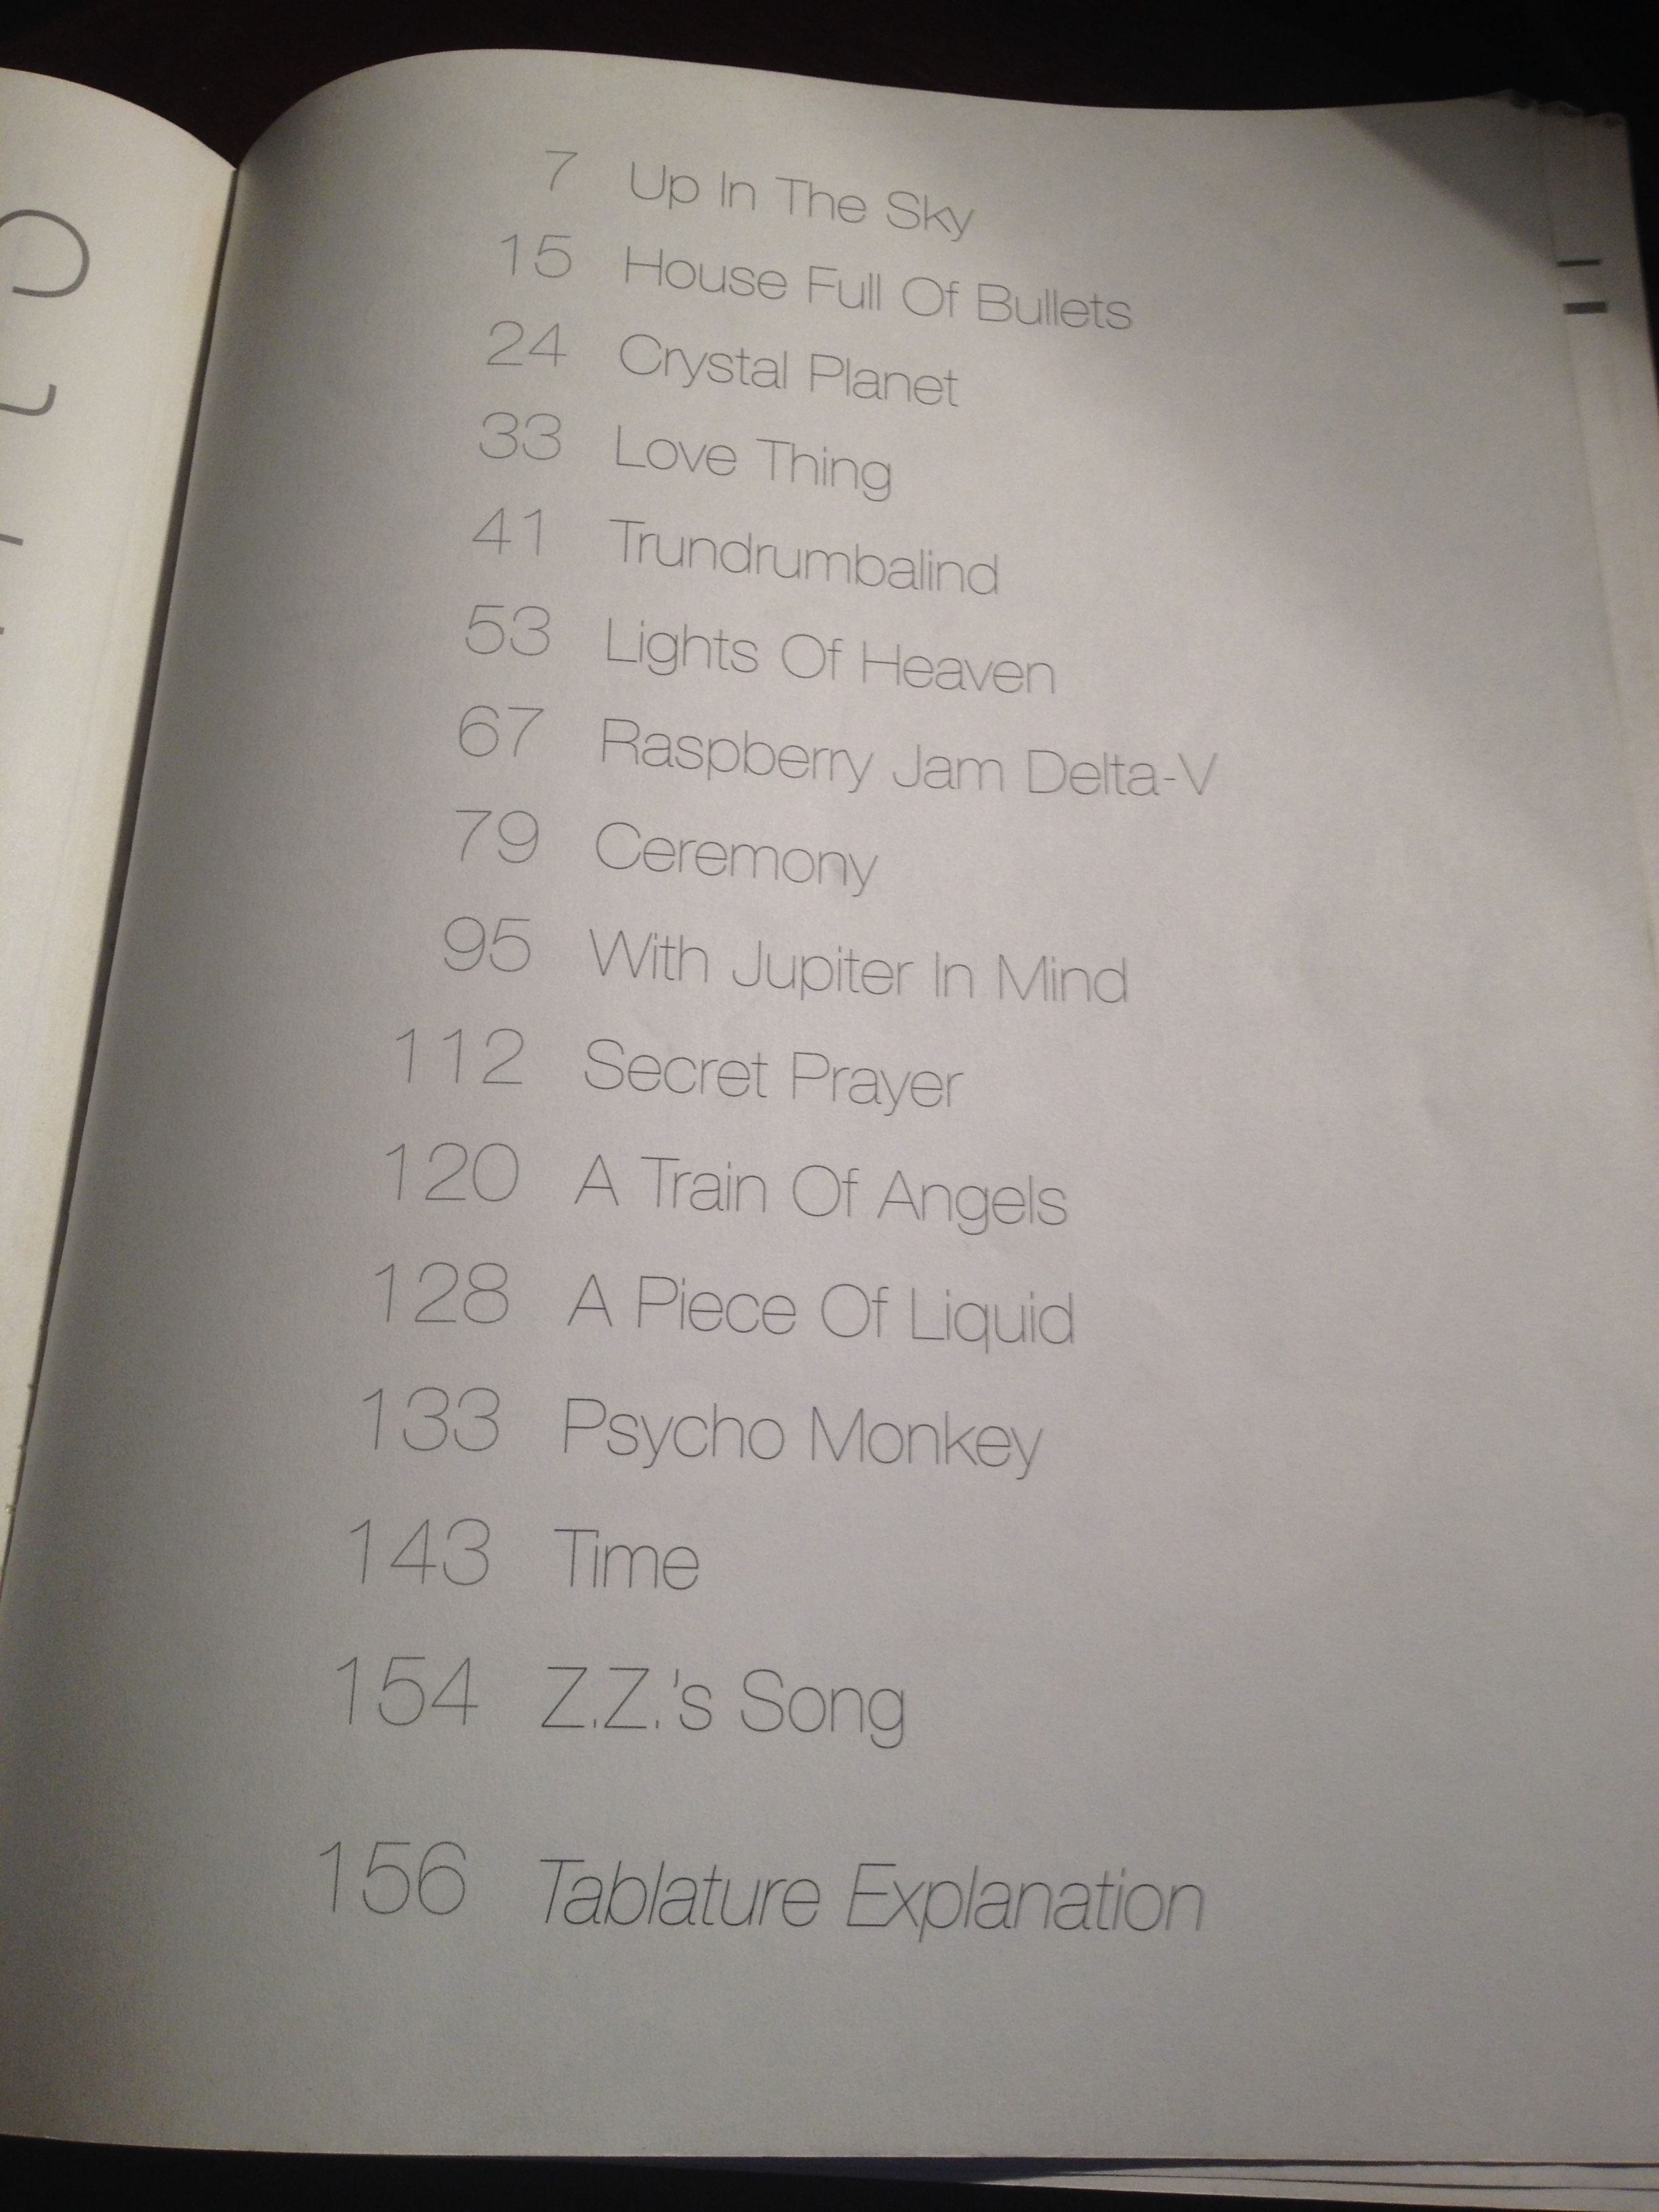 7 Up In The Sky
15 House Full Of Bullets
24 Crystal Planet
33 Love Thing
41 Trundrumbalind
53 Lights Of Heaven
67 Raspberry Jam Delta-V
79 Ceremony
95 With Jupiter In Mind
112 Secret Prayer
120 A Train Of Angels
128 A Piece Of Liquid
133 Psycho Monkey
143 Time
154 Z.Z.'s Song
156 Tablature Explanation